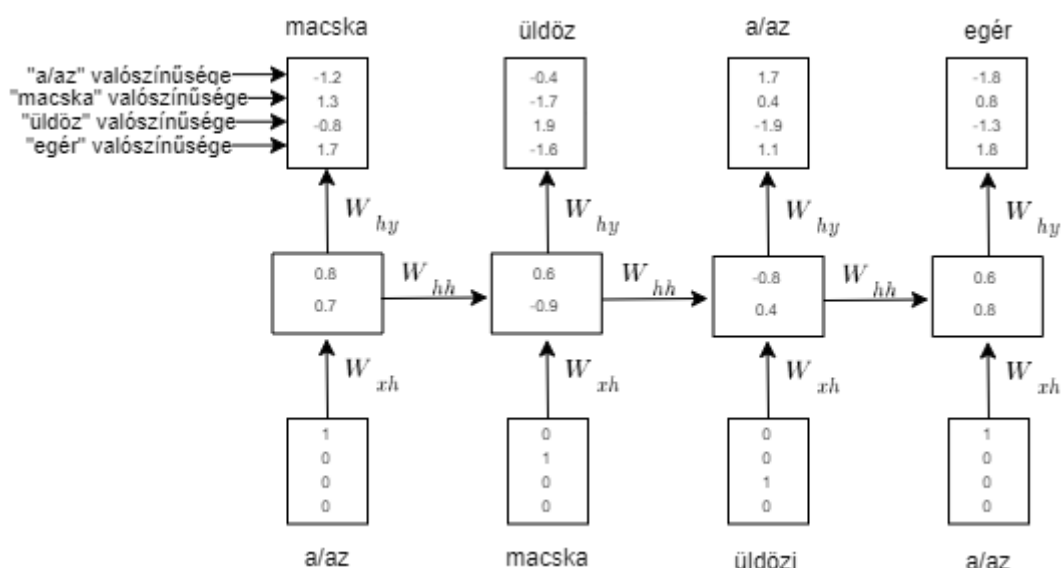 macska üldöz a/az egér
"a/az" valószínűsége -1.2 -0.4 1.7 -1.8
"macska" valószínűsége 1.3 -1.7 0.4 0.8
"üldöz" valószínűsége -0.8 1.9 -1.9 -1.3
"egér" valószínűsége 1.7 -1.6 1.1 1.8
W hy W hy W hy W hy
0.8 W hh 0.6 W hh -0.8 W hh 0.6
0.7 -0.9 0.4 0.8
W xh W xh W xh W xh
1 0 0 1
0 1 0 0
0 0 1 0
0 0 0 0
a/az macska üldözi a/az